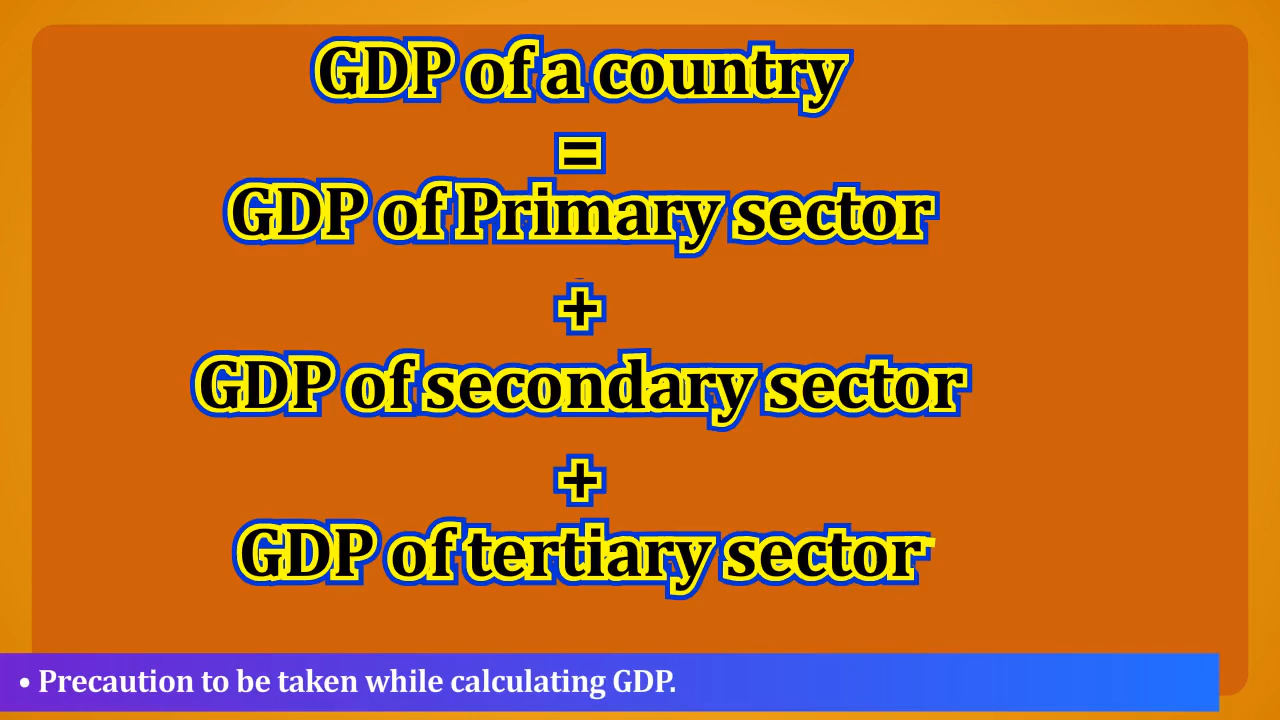 GDP of a country
=
GDP of Primary sector
+
GDP of secondary sector
+
GDP of tertiary sector
• Precaution to be taken while calculating GDP.